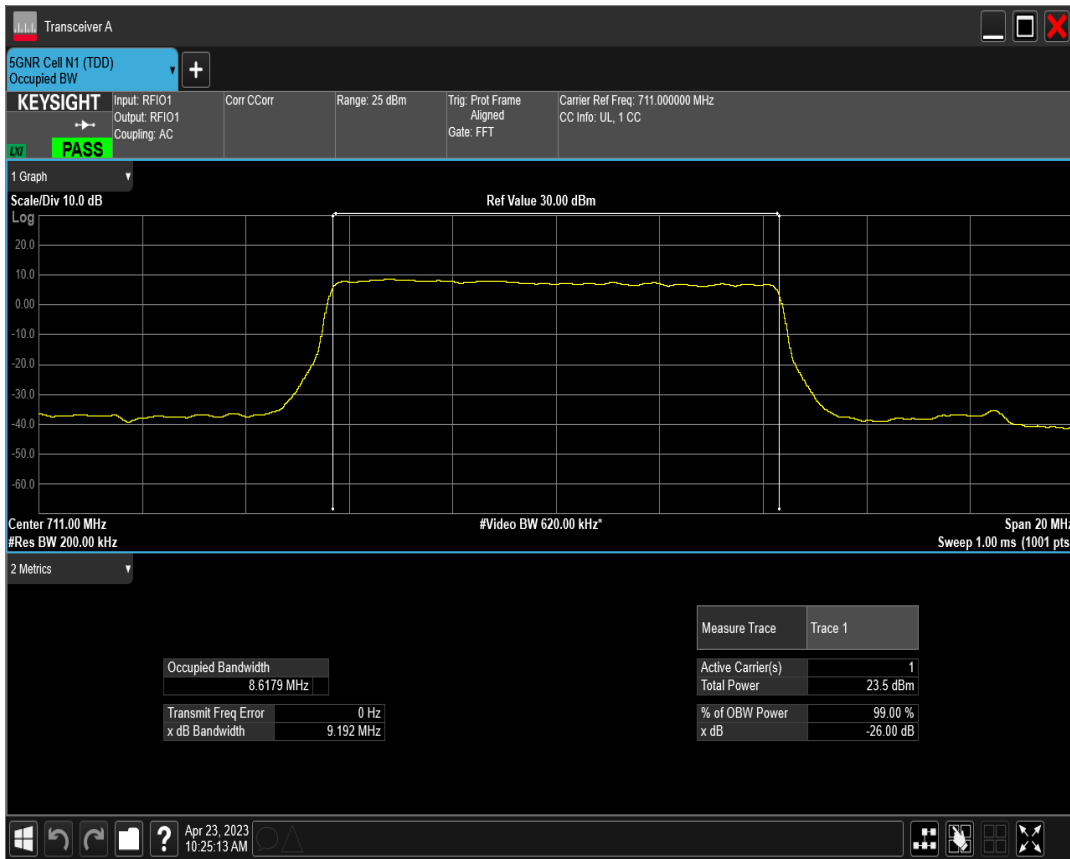 Transceiver A
5GNR Cell N1 (TDD)
Occupied BW
+
KEYSIGHT
LXI
PASS
Input: RFIO1
Output: RFIO1
Coupling: AC
Corr CCorr
Range: 25 dBm
Trig: Prot Frame
Aligned
Gate: FFT
Carrier Ref Freq: 711.000000 MHz
CC Info: UL, 1 CC
1 Graph
Scale/Div 10.0 dB
Ref Value 30.00 dBm
Log
20.0
10.0
0.00
-10.0
-20.0
-30.0
-40.0
-50.0
-60.0
Center 711.00 MHz
#Video BW 620.00 kHz*
Span 20 MHz
#Res BW 200.00 kHz
Sweep 1.00 ms (1001 pts
2 Metrics
Measure Trace Trace 1
Occupied Bandwidth
8.6179 MHz
Active Carrier(s) 1
Total Power 23.5 dBm
Transmit Freq Error 0 Hz
x dB Bandwidth 9.192 MHz
% of OBW Power 99.00 %
x dB -26.00 dB
?
Apr 23, 2023
10:25:13 AM